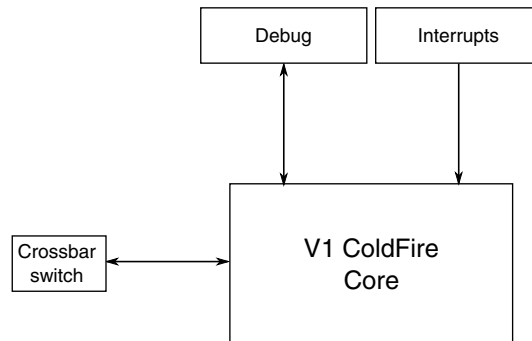 Debug
Interrupts
V1 ColdFire
Core
Crossbar
switch